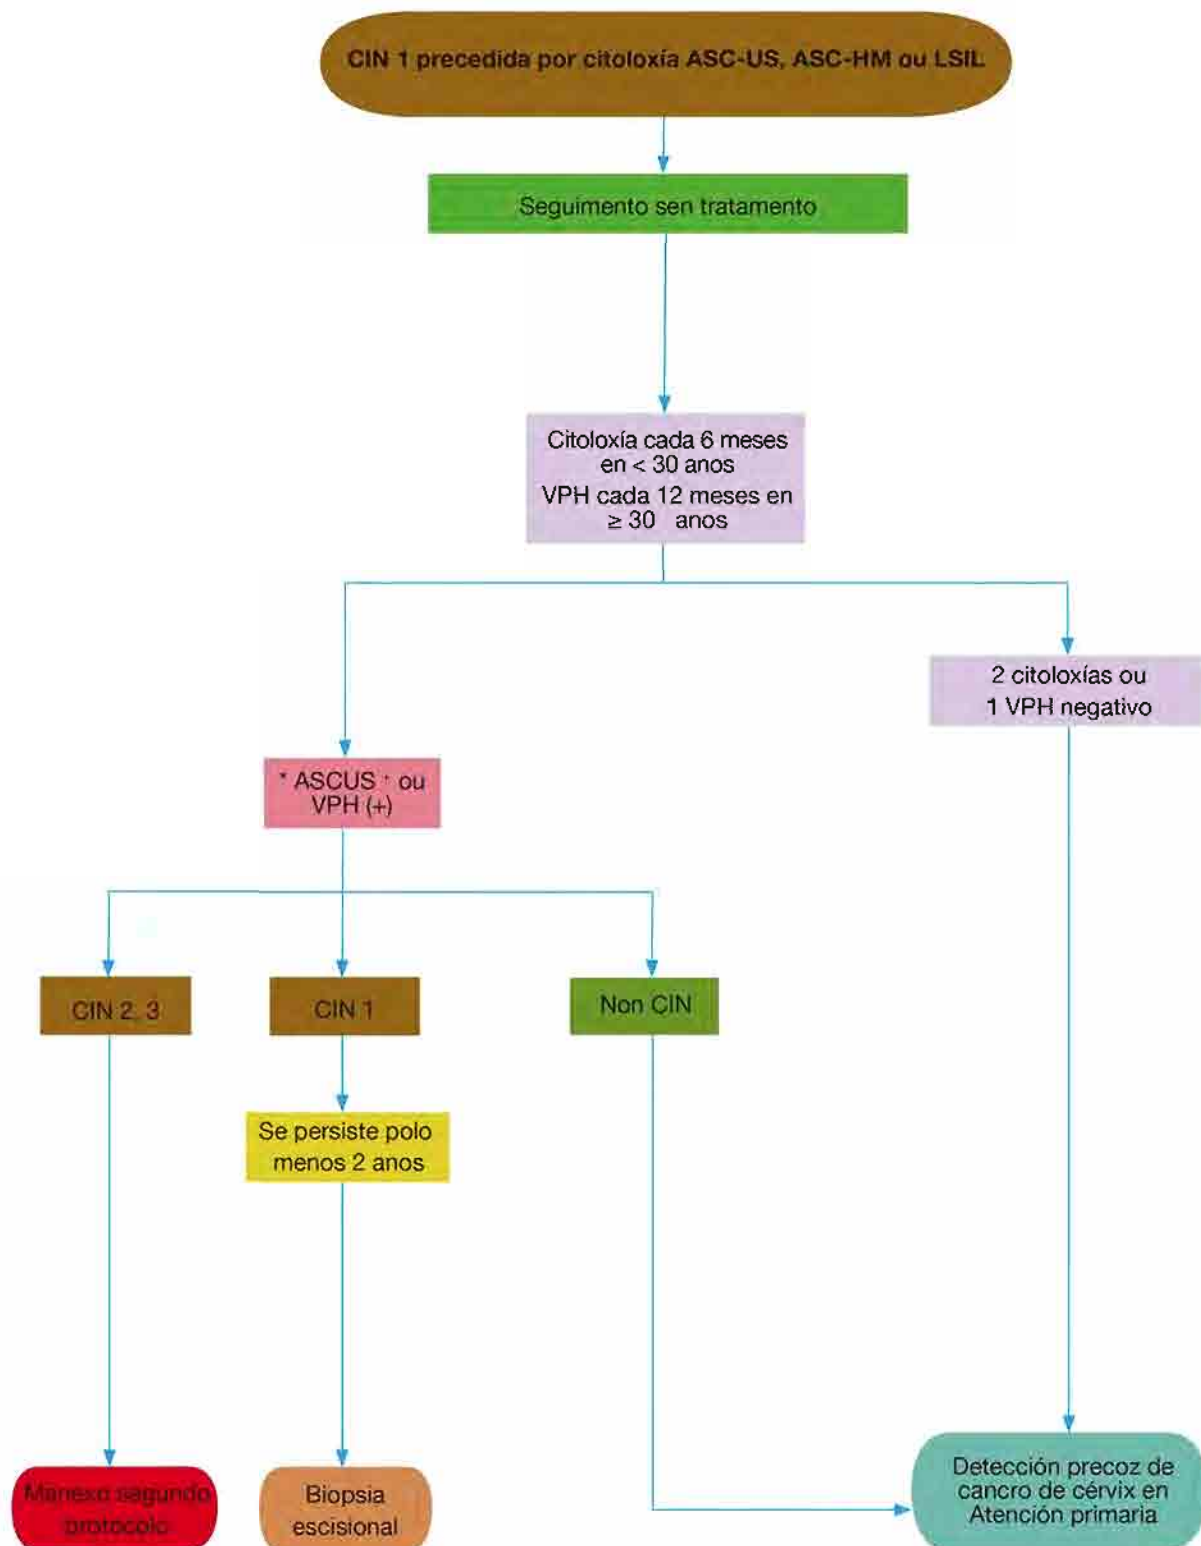 CIN 1 precedida por citoloxía ASC-US, ASC-HM ou LSIL
Seguimento sen tratamento
Citoloxía cada 6 meses
en < 30 anos
VPH cada 12 meses en
≥ 30 anos
2 citoloxías ou
1 VPH negativo
* ASCUS + ou
VPH (+)
CIN 2, 3
CIN 1
Non CIN
Se persiste polo
menos 2 anos
Manexo segundo
protocolo
Biopsia
escisional
Detección precoz de
cancro de cérvix en
Atención primaria